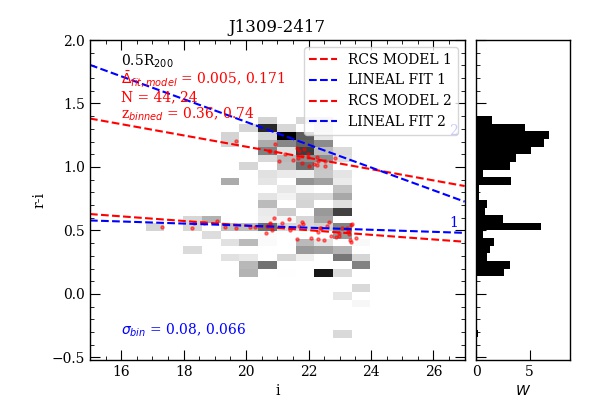 J1309-2417
0.5R200
Δ̄fit_model = 0.005, 0.171
N = 44, 24
zbinned = 0.36, 0.74
RCS MODEL 1
LINEAL FIT 1
RCS MODEL 2
LINEAL FIT 2
2
1
σbin = 0.08, 0.066
2.0
1.5
1.0
0.5
0.0
−0.5
r-i
16
18
20
22
24
26
i
0
5
W